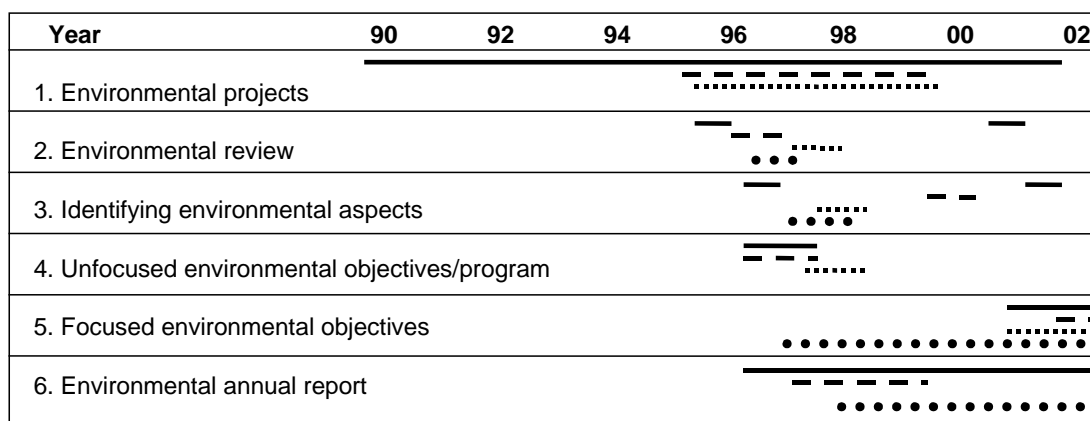 Year 90 92 94 96 98 00 02
1. Environmental projects
2. Environmental review
3. Identifying environmental aspects
4. Unfocused environmental objectives/program
5. Focused environmental objectives
6. Environmental annual report